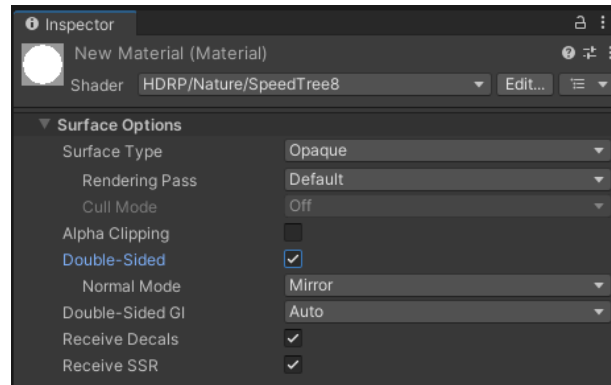 Inspector
New Material (Material)
Shader HDRP/Nature/SpeedTree8 Edit...
Surface Options
Surface Type Opaque
Rendering Pass Default
Cull Mode Off
Alpha Clipping
Double-Sided
Normal Mode Mirror
Double-Sided GI Auto
Receive Decals
Receive SSR